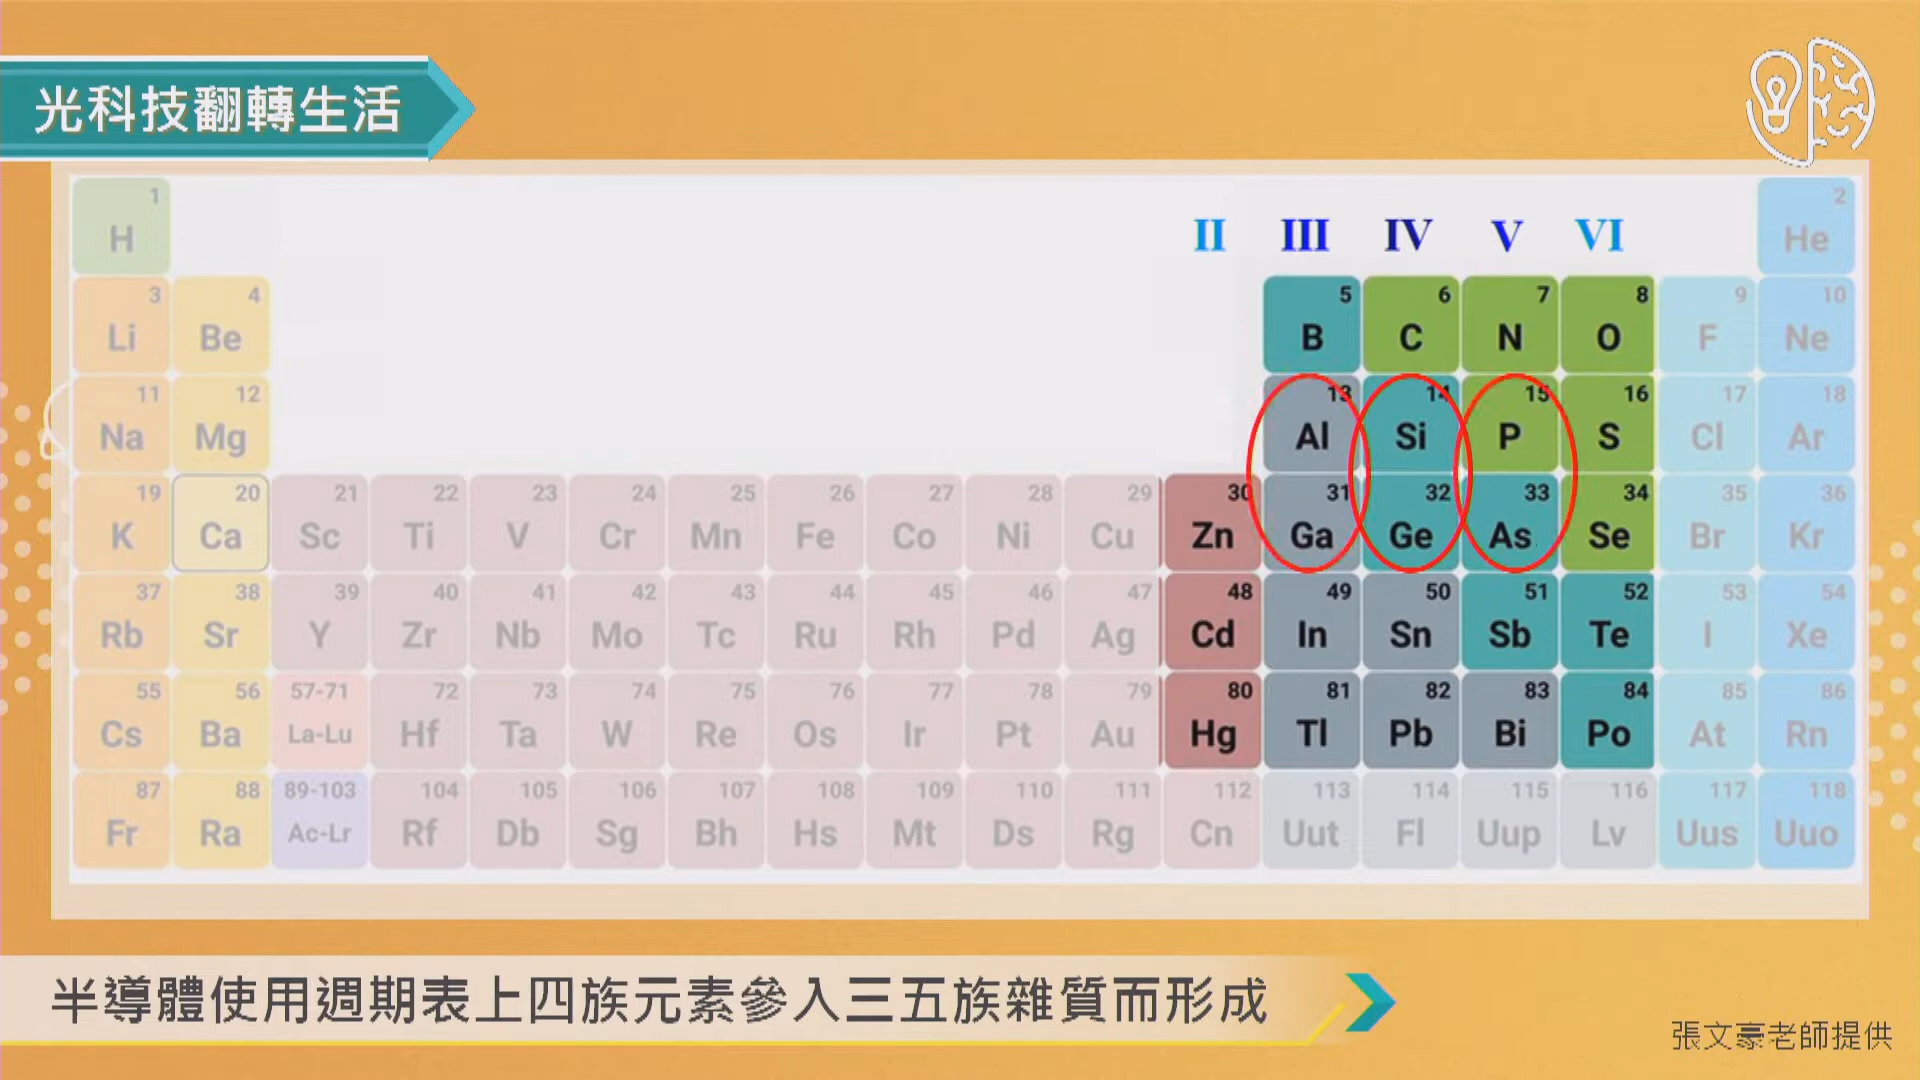 光科技翻轉生活
1 2
H II III IV V VI He
3 4 5 6 7 8 9 10
Li Be B C N O F Ne
11 12 13 14 15 16 17 18
Na Mg Al Si P S Cl Ar
19 20 21 22 23 24 25 26 27 28 29 30 31 32 33 34 35 36
K Ca Sc Ti V Cr Mn Fe Co Ni Cu Zn Ga Ge As Se Br Kr
37 38 39 40 41 42 43 44 45 46 47 48 49 50 51 52 53 54
Rb Sr Y Zr Nb Mo Tc Ru Rh Pd Ag Cd In Sn Sb Te I Xe
55 56 57-71 72 73 74 75 76 77 78 79 80 81 82 83 84 85 86
Cs Ba La-Lu Hf Ta W Re Os Ir Pt Au Hg Tl Pb Bi Po At Rn
87 88 89-103 104 105 106 107 108 109 110 111 112 113 114 115 116 117 118
Fr Ra Ac-Lr Rf Db Sg Bh Hs Mt Ds Rg Cn Uut Fl Uup Lv Uus Uuo
半導體使用週期表上四族元素參入三五族雜質而形成
張文豪老師提供